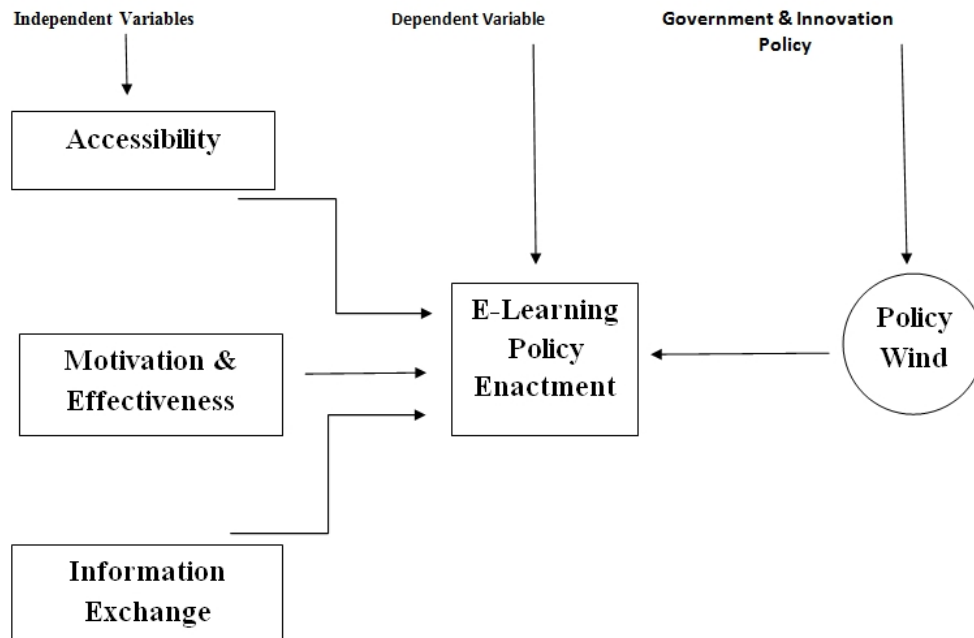 Independent Variables
Dependent Variable
Government & Innovation
Policy
Accessibility
Motivation &
Effectiveness
Information
Exchange
E-Learning
Policy
Enactment
Policy
Wind